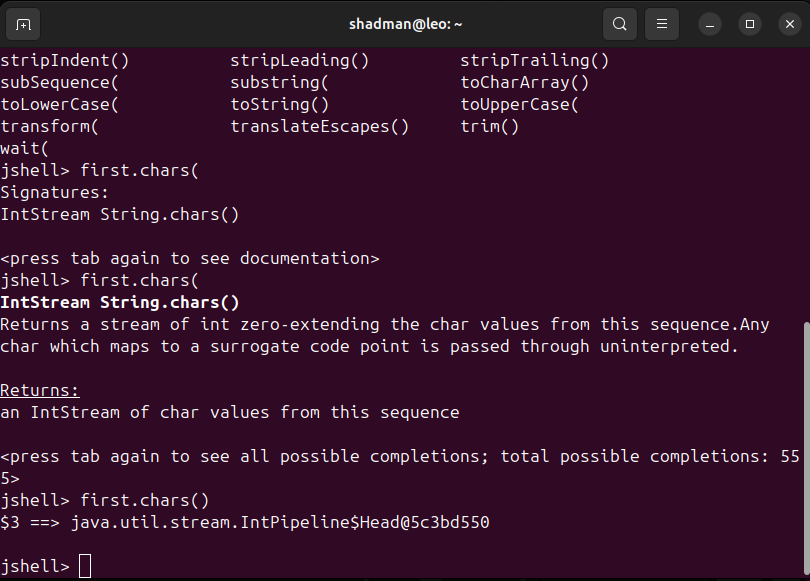 shadman@leo: ~
stripIndent() stripLeading() stripTrailing()
subSequence( substring( toCharArray()
toLowerCase( toString() toUpperCase(
transform( translateEscapes() trim()
wait(
jshell> first.chars(
Signatures:
IntStream String.chars()
<press tab again to see documentation>
jshell> first.chars(
IntStream String.chars()
Returns a stream of int zero-extending the char values from this sequence.Any
char which maps to a surrogate code point is passed through uninterpreted.
Returns:
an IntStream of char values from this sequence
<press tab again to see all possible completions; total possible completions: 55
5>
jshell> first.chars()
$3 ==> java.util.stream.IntPipeline$Head@5c3bd550
jshell>